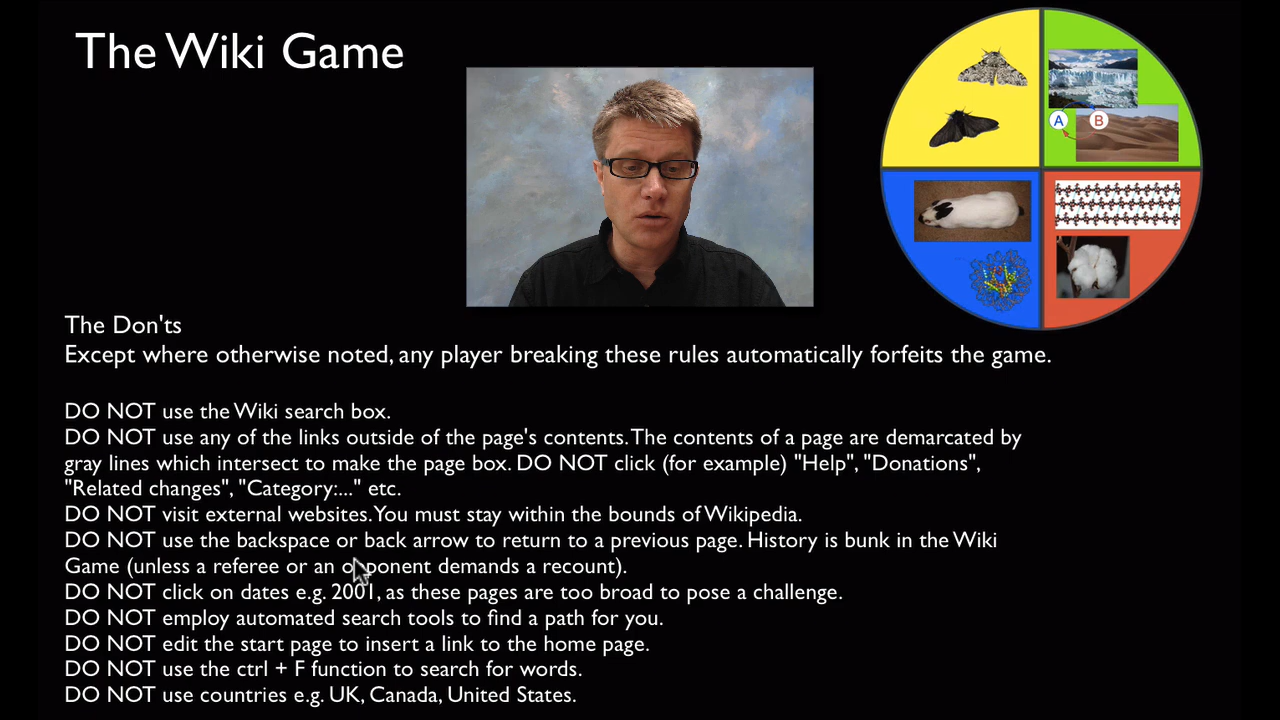 The Wiki Game
A
B
The Don'ts
Except where otherwise noted, any player breaking these rules automatically forfeits the game.
DO NOT use the Wiki search box.
DO NOT use any of the links outside of the page's contents. The contents of a page are demarcated by
gray lines which intersect to make the page box. DO NOT click (for example) "Help", "Donations",
"Related changes", "Category:..." etc.
DO NOT visit external websites. You must stay within the bounds of Wikipedia.
DO NOT use the backspace or back arrow to return to a previous page. History is bunk in the Wiki
Game (unless a referee or an opponent demands a recount).
DO NOT click on dates e.g. 2001, as these pages are too broad to pose a challenge.
DO NOT employ automated search tools to find a path for you.
DO NOT edit the start page to insert a link to the home page.
DO NOT use the ctrl + F function to search for words.
DO NOT use countries e.g. UK, Canada, United States.